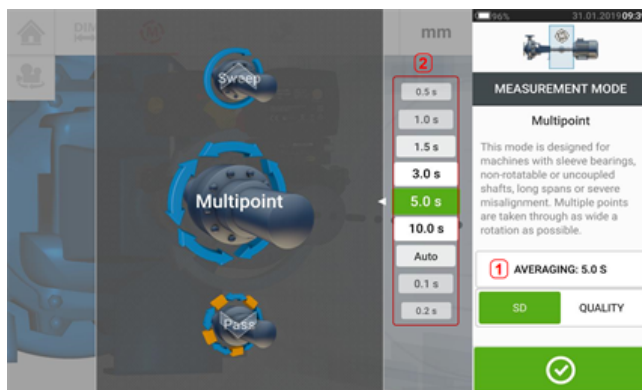 DIM
mm
2
Sweep
Multipoint
Pass
0.5 s
1.0 s
1.5 s
3.0 s
5.0 s
10.0 s
Auto
0.1 s
0.2 s
96%
31.01.2019 09:39
MEASUREMENT MODE
Multipoint
This mode is designed for
machines with sleeve bearings,
non-rotatable or uncoupled
shafts, long spans or severe
misalignment. Multiple points
are taken through as wide a
rotation as possible.
1 AVERAGING: 5.0 S
SD QUALITY